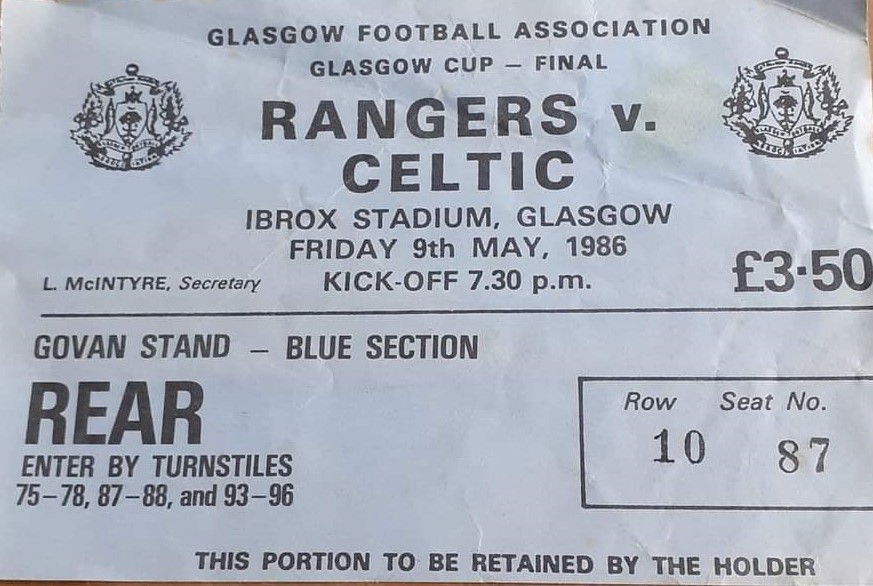 GLASGOW FOOTBALL ASSOCIATION
GLASGOW CUP – FINAL
RANGERS v.
CELTIC
IBROX STADIUM, GLASGOW
FRIDAY 9th MAY, 1986
L. McINTYRE, Secretary
KICK-OFF 7.30 p.m.
£3·50
GOVAN STAND – BLUE SECTION
REAR
ENTER BY TURNSTILES
75–78, 87–88, and 93–96
Row Seat No.
10 87
THIS PORTION TO BE RETAINED BY THE HOLDER